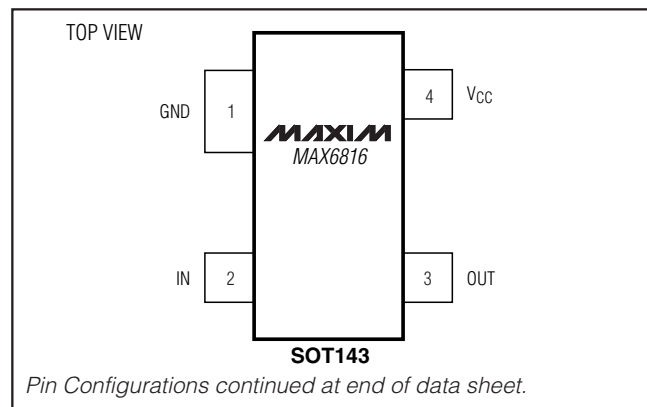 TOP VIEW
GND 1
4 VCC
MAXIM
MAX6816
IN 2
3 OUT
SOT143
Pin Configurations continued at end of data sheet.